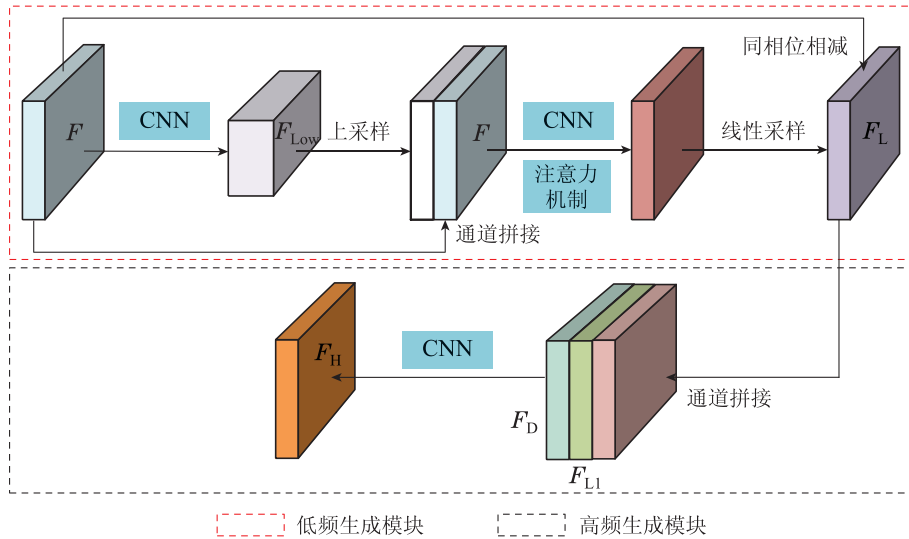 同相位相减
F
CNN
F_Low
上采样
F
CNN
注意力
机制
线性采样
F_L
通道拼接
F_H
CNN
F_D
F_L1
通道拼接
低频生成模块
高频生成模块